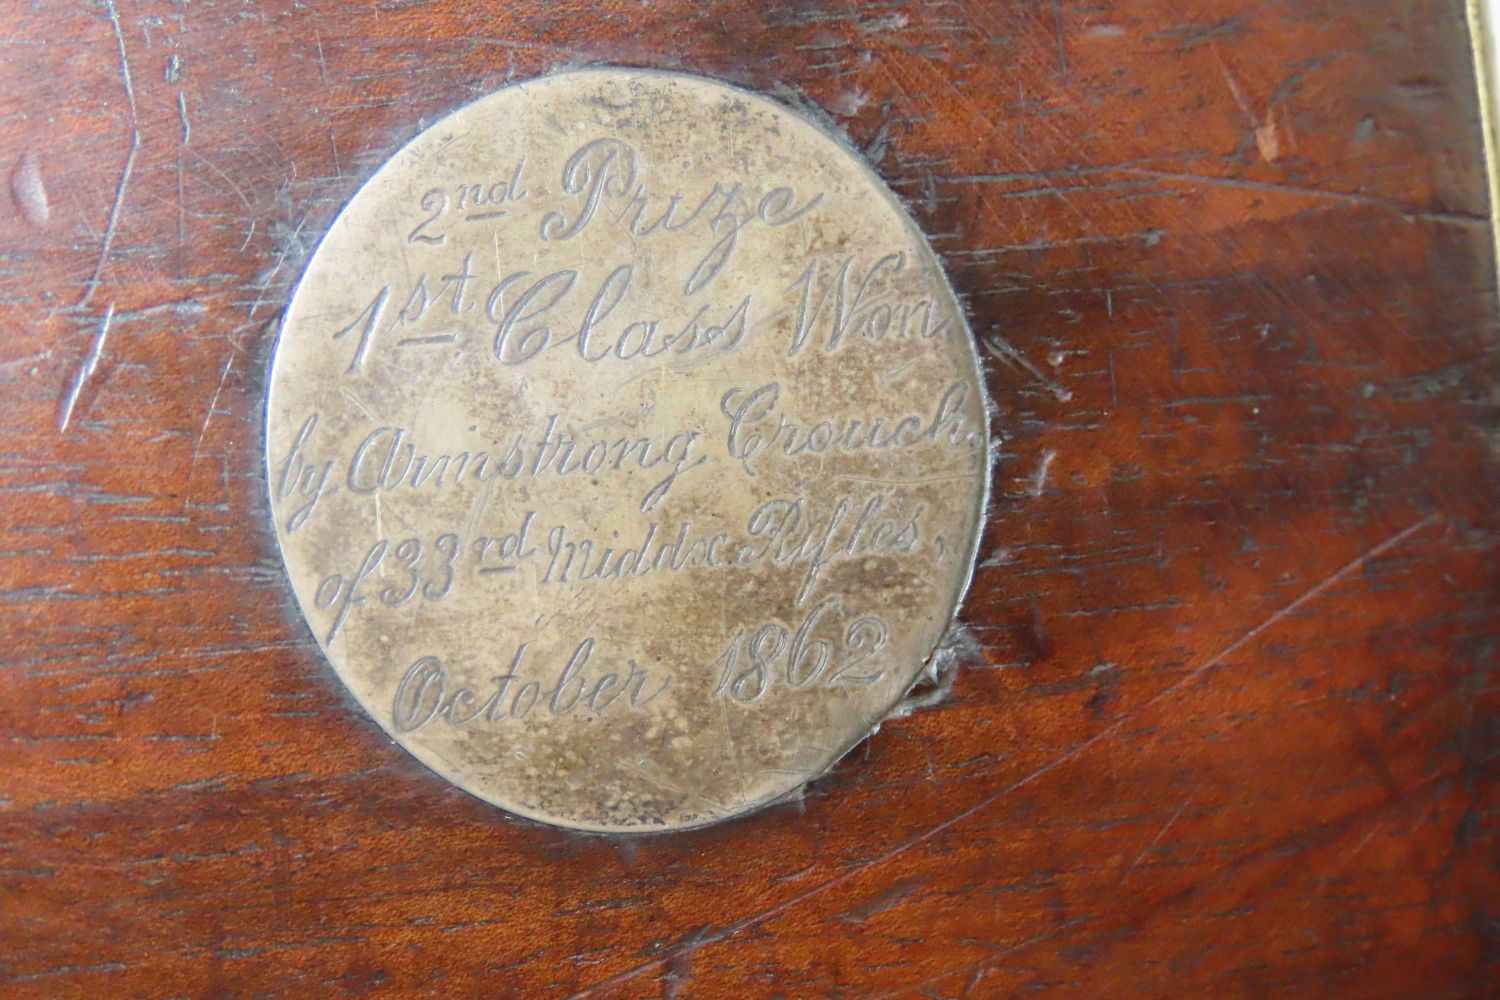 2nd Prize
1st Class Won
by Armstrong Crouch.
of 33rd Middx Rifles,
October 1862